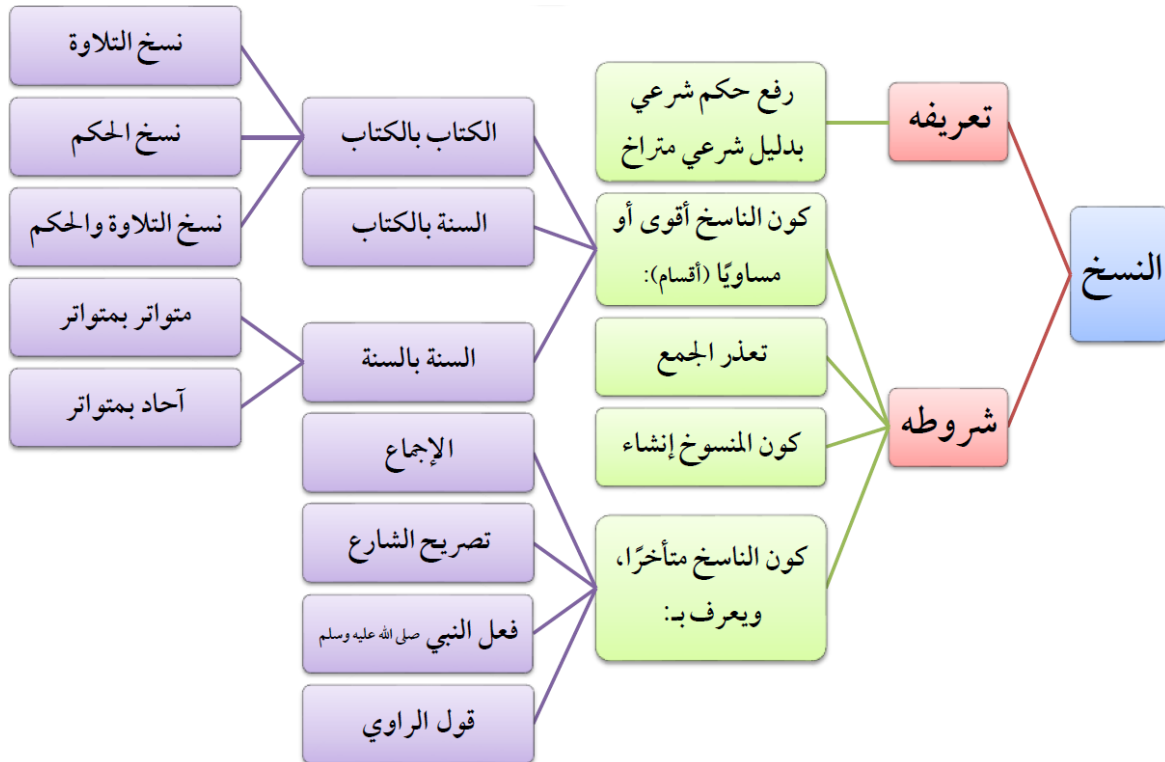 النسخ
تعريفه
رفع حكم شرعي
بدليل شرعي متراخ
شروطه
كون الناسخ أقوى أو
مساويًا (أقسام):
الكتاب بالكتاب
نسخ التلاوة
نسخ الحكم
نسخ التلاوة والحكم
السنة بالكتاب
السنة بالسنة
متواتر بمتواتر
آحاد بمتواتر
تعذر الجمع
كون المنسوخ إنشاء
كون الناسخ متأخرًا،
ويعرف بـ:
الإجماع
تصريح الشارع
فعل النبي صلى الله عليه وسلم
قول الراوي